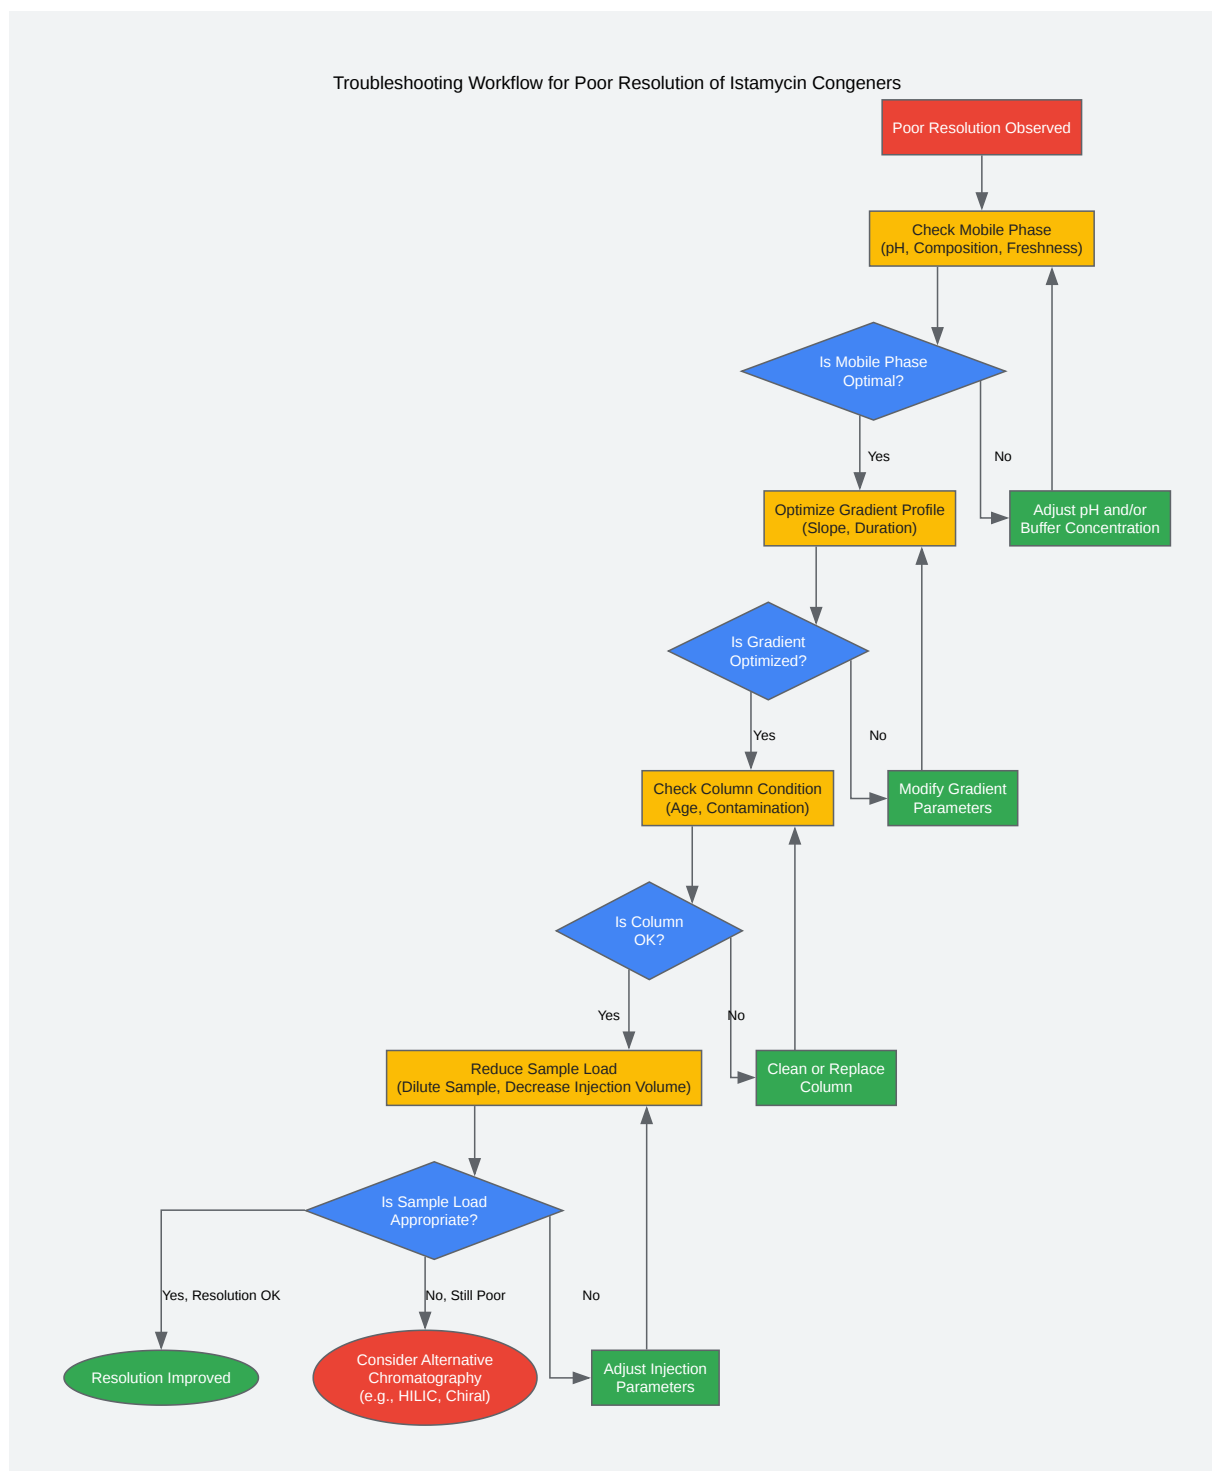 Troubleshooting Workflow for Poor Resolution of Istamycin Congeners
Poor Resolution Observed
Check Mobile Phase
(pH, Composition, Freshness)
Is Mobile Phase
Optimal?
Yes
No
Optimize Gradient Profile
(Slope, Duration)
Adjust pH and/or
Buffer Concentration
Is Gradient
Optimized?
Yes
No
Check Column Condition
(Age, Contamination)
Modify Gradient
Parameters
Is Column
OK?
Yes
No
Reduce Sample Load
(Dilute Sample, Decrease Injection Volume)
Clean or Replace
Column
Is Sample Load
Appropriate?
Yes, Resolution OK
No, Still Poor
No
Resolution Improved
Consider Alternative
Chromatography
(e.g., HILIC, Chiral)
Adjust Injection
Parameters